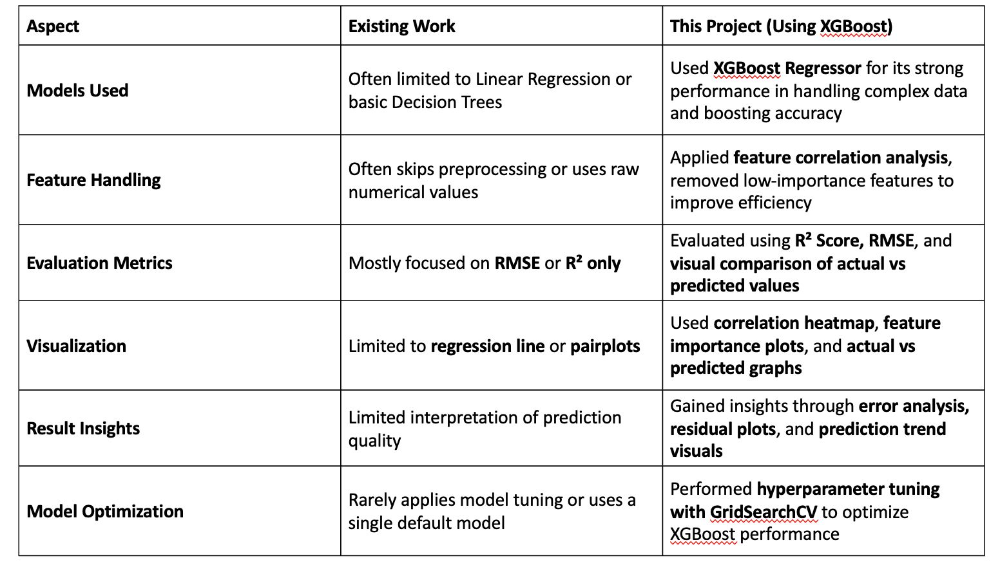 Aspect
Existing Work
This Project (Using XGBoost)
Models Used
Often limited to Linear Regression or
basic Decision Trees
Used XGBoost Regressor for its strong
performance in handling complex data
and boosting accuracy
Feature Handling
Often skips preprocessing or uses raw
numerical values
Applied feature correlation analysis,
removed low-importance features to
improve efficiency
Evaluation Metrics
Mostly focused on RMSE or R² only
Evaluated using R² Score, RMSE, and
visual comparison of actual vs
predicted values
Visualization
Limited to regression line or pairplots
Used correlation heatmap, feature
importance plots, and actual vs
predicted graphs
Result Insights
Limited interpretation of prediction
quality
Gained insights through error analysis,
residual plots, and prediction trend
visuals
Model Optimization
Rarely applies model tuning or uses a
single default model
Performed hyperparameter tuning
with GridSearchCV to optimize
XGBoost performance